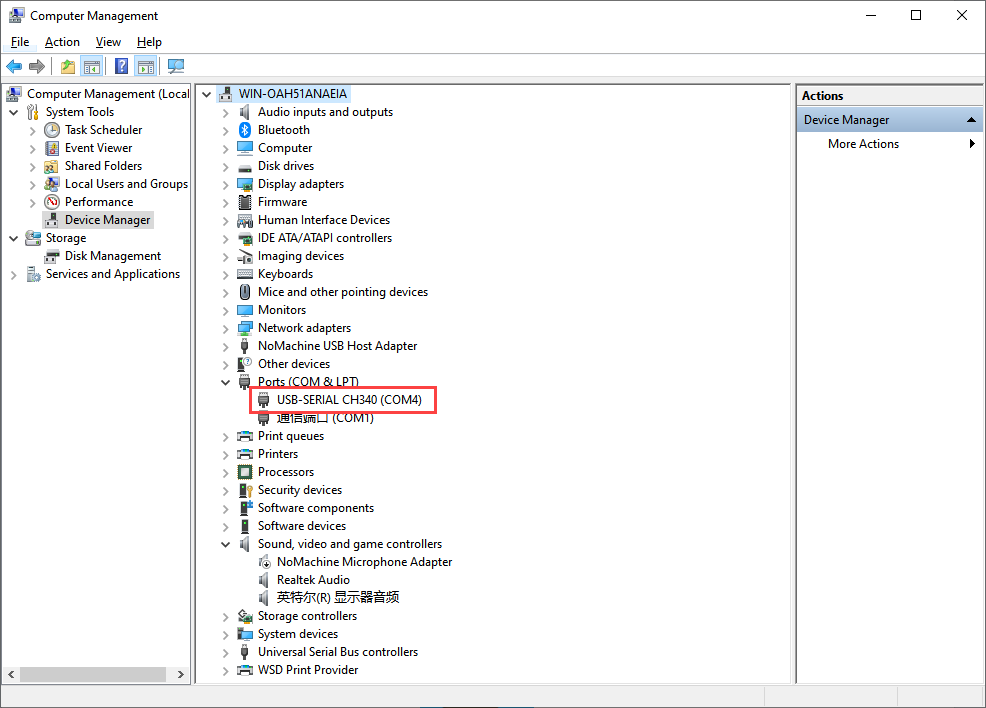 Computer Management
File Action View Help
Computer Management (Local
System Tools
Task Scheduler
Event Viewer
Shared Folders
Local Users and Groups
Performance
Device Manager
Storage
Disk Management
Services and Applications
WIN-OAH51ANAEIA
Audio inputs and outputs
Bluetooth
Computer
Disk drives
Display adapters
Firmware
Human Interface Devices
IDE ATA/ATAPI controllers
Imaging devices
Keyboards
Mice and other pointing devices
Monitors
Network adapters
NoMachine USB Host Adapter
Other devices
Ports (COM & LPT)
USB-SERIAL CH340 (COM4)
通信端口 (COM1)
Print queues
Printers
Processors
Security devices
Software components
Software devices
Sound, video and game controllers
NoMachine Microphone Adapter
Realtek Audio
英特尔(R) 显示器音频
Storage controllers
System devices
Universal Serial Bus controllers
WSD Print Provider
Actions
Device Manager
More Actions